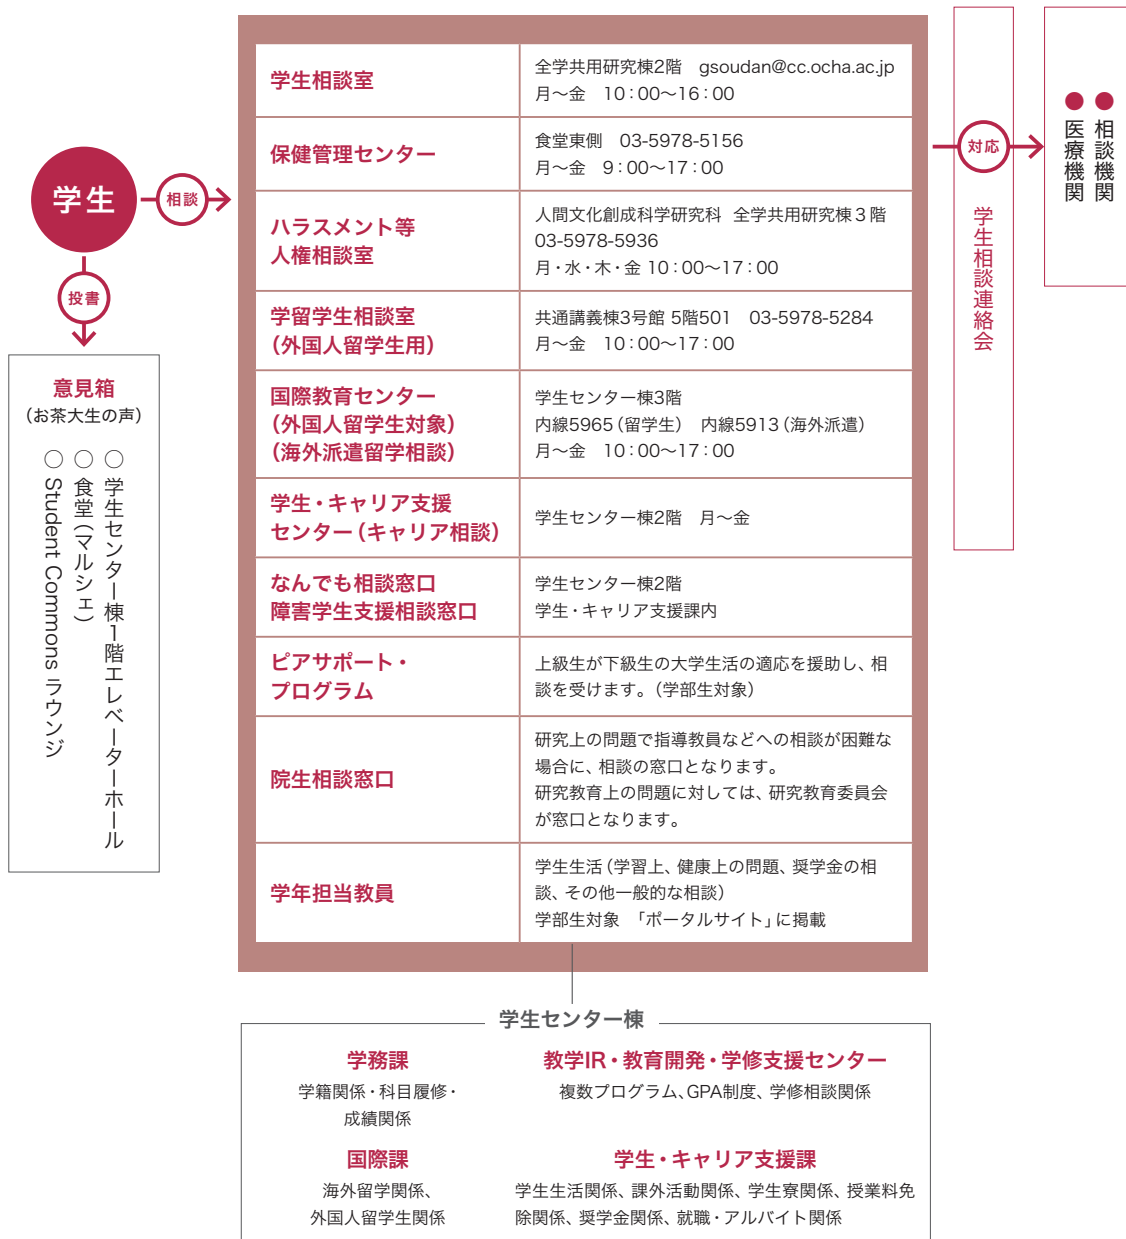 学生
相談
投書
意見箱
（お茶大生の声）
○ 学生センター棟1階エレベーターホール
○ 食堂（マルシェ）
○ Student Commons ラウンジ
学生相談室
全学共用研究棟2階　gsoudan@cc.ocha.ac.jp
月～金　10：00～16：00
保健管理センター
食堂東側　03-5978-5156
月～金　9：00～17：00
ハラスメント等
人権相談室
人間文化創成科学研究科 全学共用研究棟３階
03-5978-5936
月・水・木・金 10：00～17：00
学留学生相談室
（外国人留学生用）
共通講義棟3号館 5階501　03-5978-5284
月～金　10：00～17：00
国際教育センター
（外国人留学生対象）
（海外派遣留学相談）
学生センター棟3階
内線5965（留学生）　内線5913（海外派遣）
月～金　10：00～17：00
学生・キャリア支援
センター（キャリア相談）
学生センター棟2階　月～金
なんでも相談窓口
障害学生支援相談窓口
学生センター棟2階
学生・キャリア支援課内
ピアサポート・
プログラム
上級生が下級生の大学生活の適応を援助し、相
談を受けます。（学部生対象）
院生相談窓口
研究上の問題で指導教員などへの相談が困難な
場合に、相談の窓口となります。
研究教育上の問題に対しては、研究教育委員会
が窓口となります。
学年担当教員
学生生活（学習上、健康上の問題、奨学金の相
談、その他一般的な相談）
学部生対象　「ポータルサイト」に掲載
対応
学生相談連絡会
● 相談機関
● 医療機関
学生センター棟
学務課
学籍関係・科目履修・
成績関係
教学IR・教育開発・学修支援センター
複数プログラム、GPA制度、学修相談関係
国際課
海外留学関係、
外国人留学生関係
学生・キャリア支援課
学生生活関係、課外活動関係、学生寮関係、授業料免
除関係、奨学金関係、就職・アルバイト関係